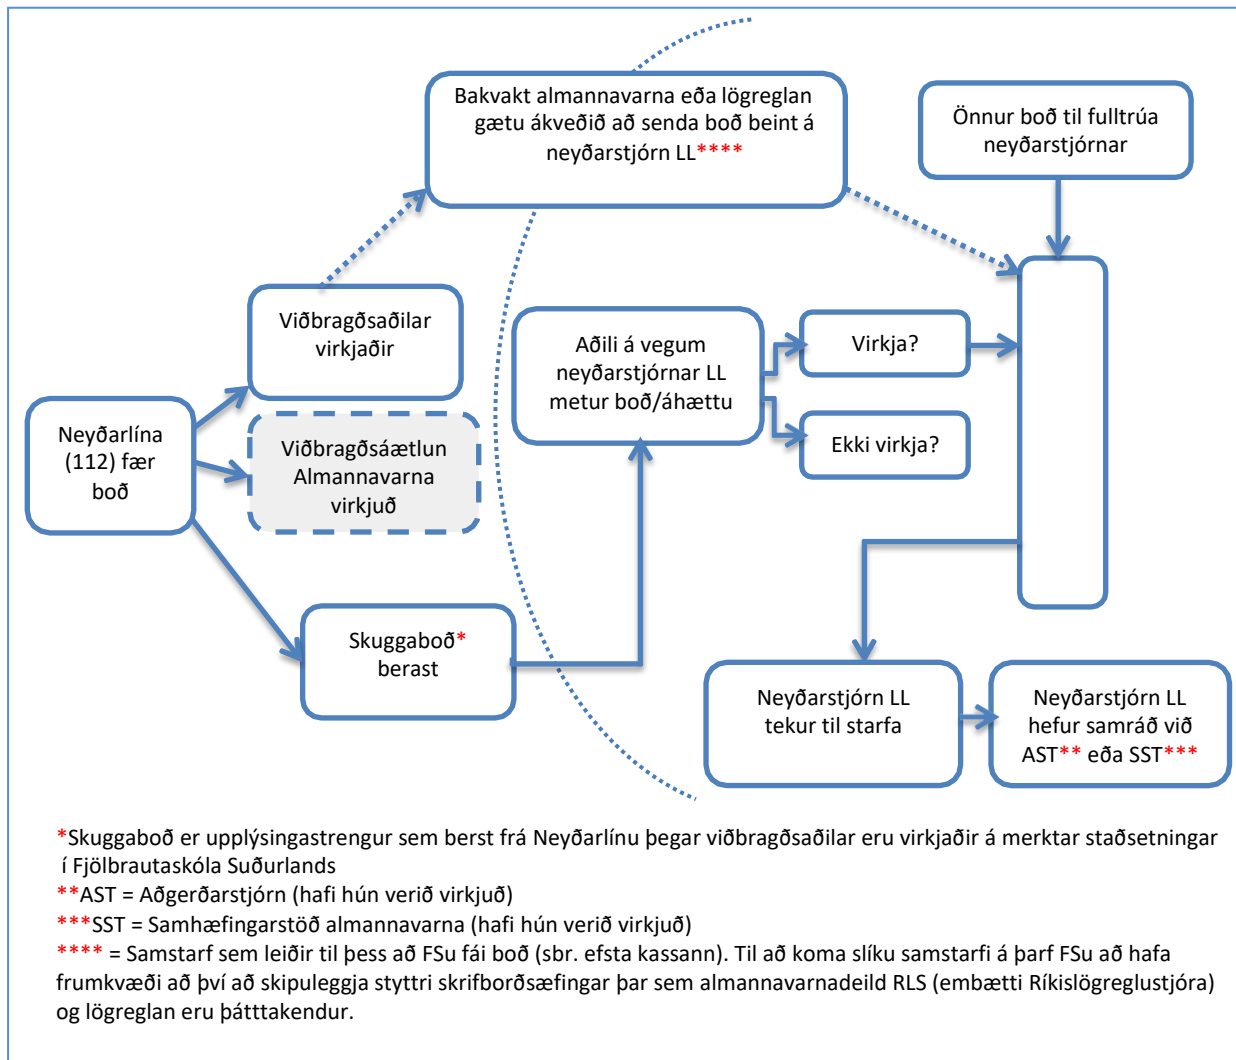 Bakvakt almannavarna eða lögreglan
gætu ákveðið að senda boð beint á
neyðarstjórn LL****
Önnur boð til fulltrúa
neyðarstjórnar
Viðbragðsaðilar
virkjaðir
Aðili á vegum
neyðarstjórnar LL
metur boð/áhættu
Virkja?
Ekki virkja?
Neyðarlína
(112) fær
boð
Viðbragðsáætlun
Almannavarna
virkjuð
Skuggaboð*
berast
Neyðarstjórn LL
tekur til starfa
Neyðarstjórn LL
hefur samráð við
AST** eða SST***
*Skuggaboð er upplýsingastrengur sem berst frá Neyðarlínu þegar viðbragðsaðilar eru virkjaðir á merktar staðsetningar
í Fjölbrautaskóla Suðurlands
**AST = Aðgerðarstjórn (hafi hún verið virkjuð)
***SST = Samhæfingarstöð almannavarna (hafi hún verið virkjuð)
**** = Samstarf sem leiðir til þess að FSu fái boð (sbr. efsta kassann). Til að koma slíku samstarfi á þarf FSu að hafa
frumkvæði að því að skipuleggja styttri skrifborðsæfingar þar sem almannavarnadeild RLS (embætti Ríkislögreglustjóra)
og lögreglan eru þátttakendur.